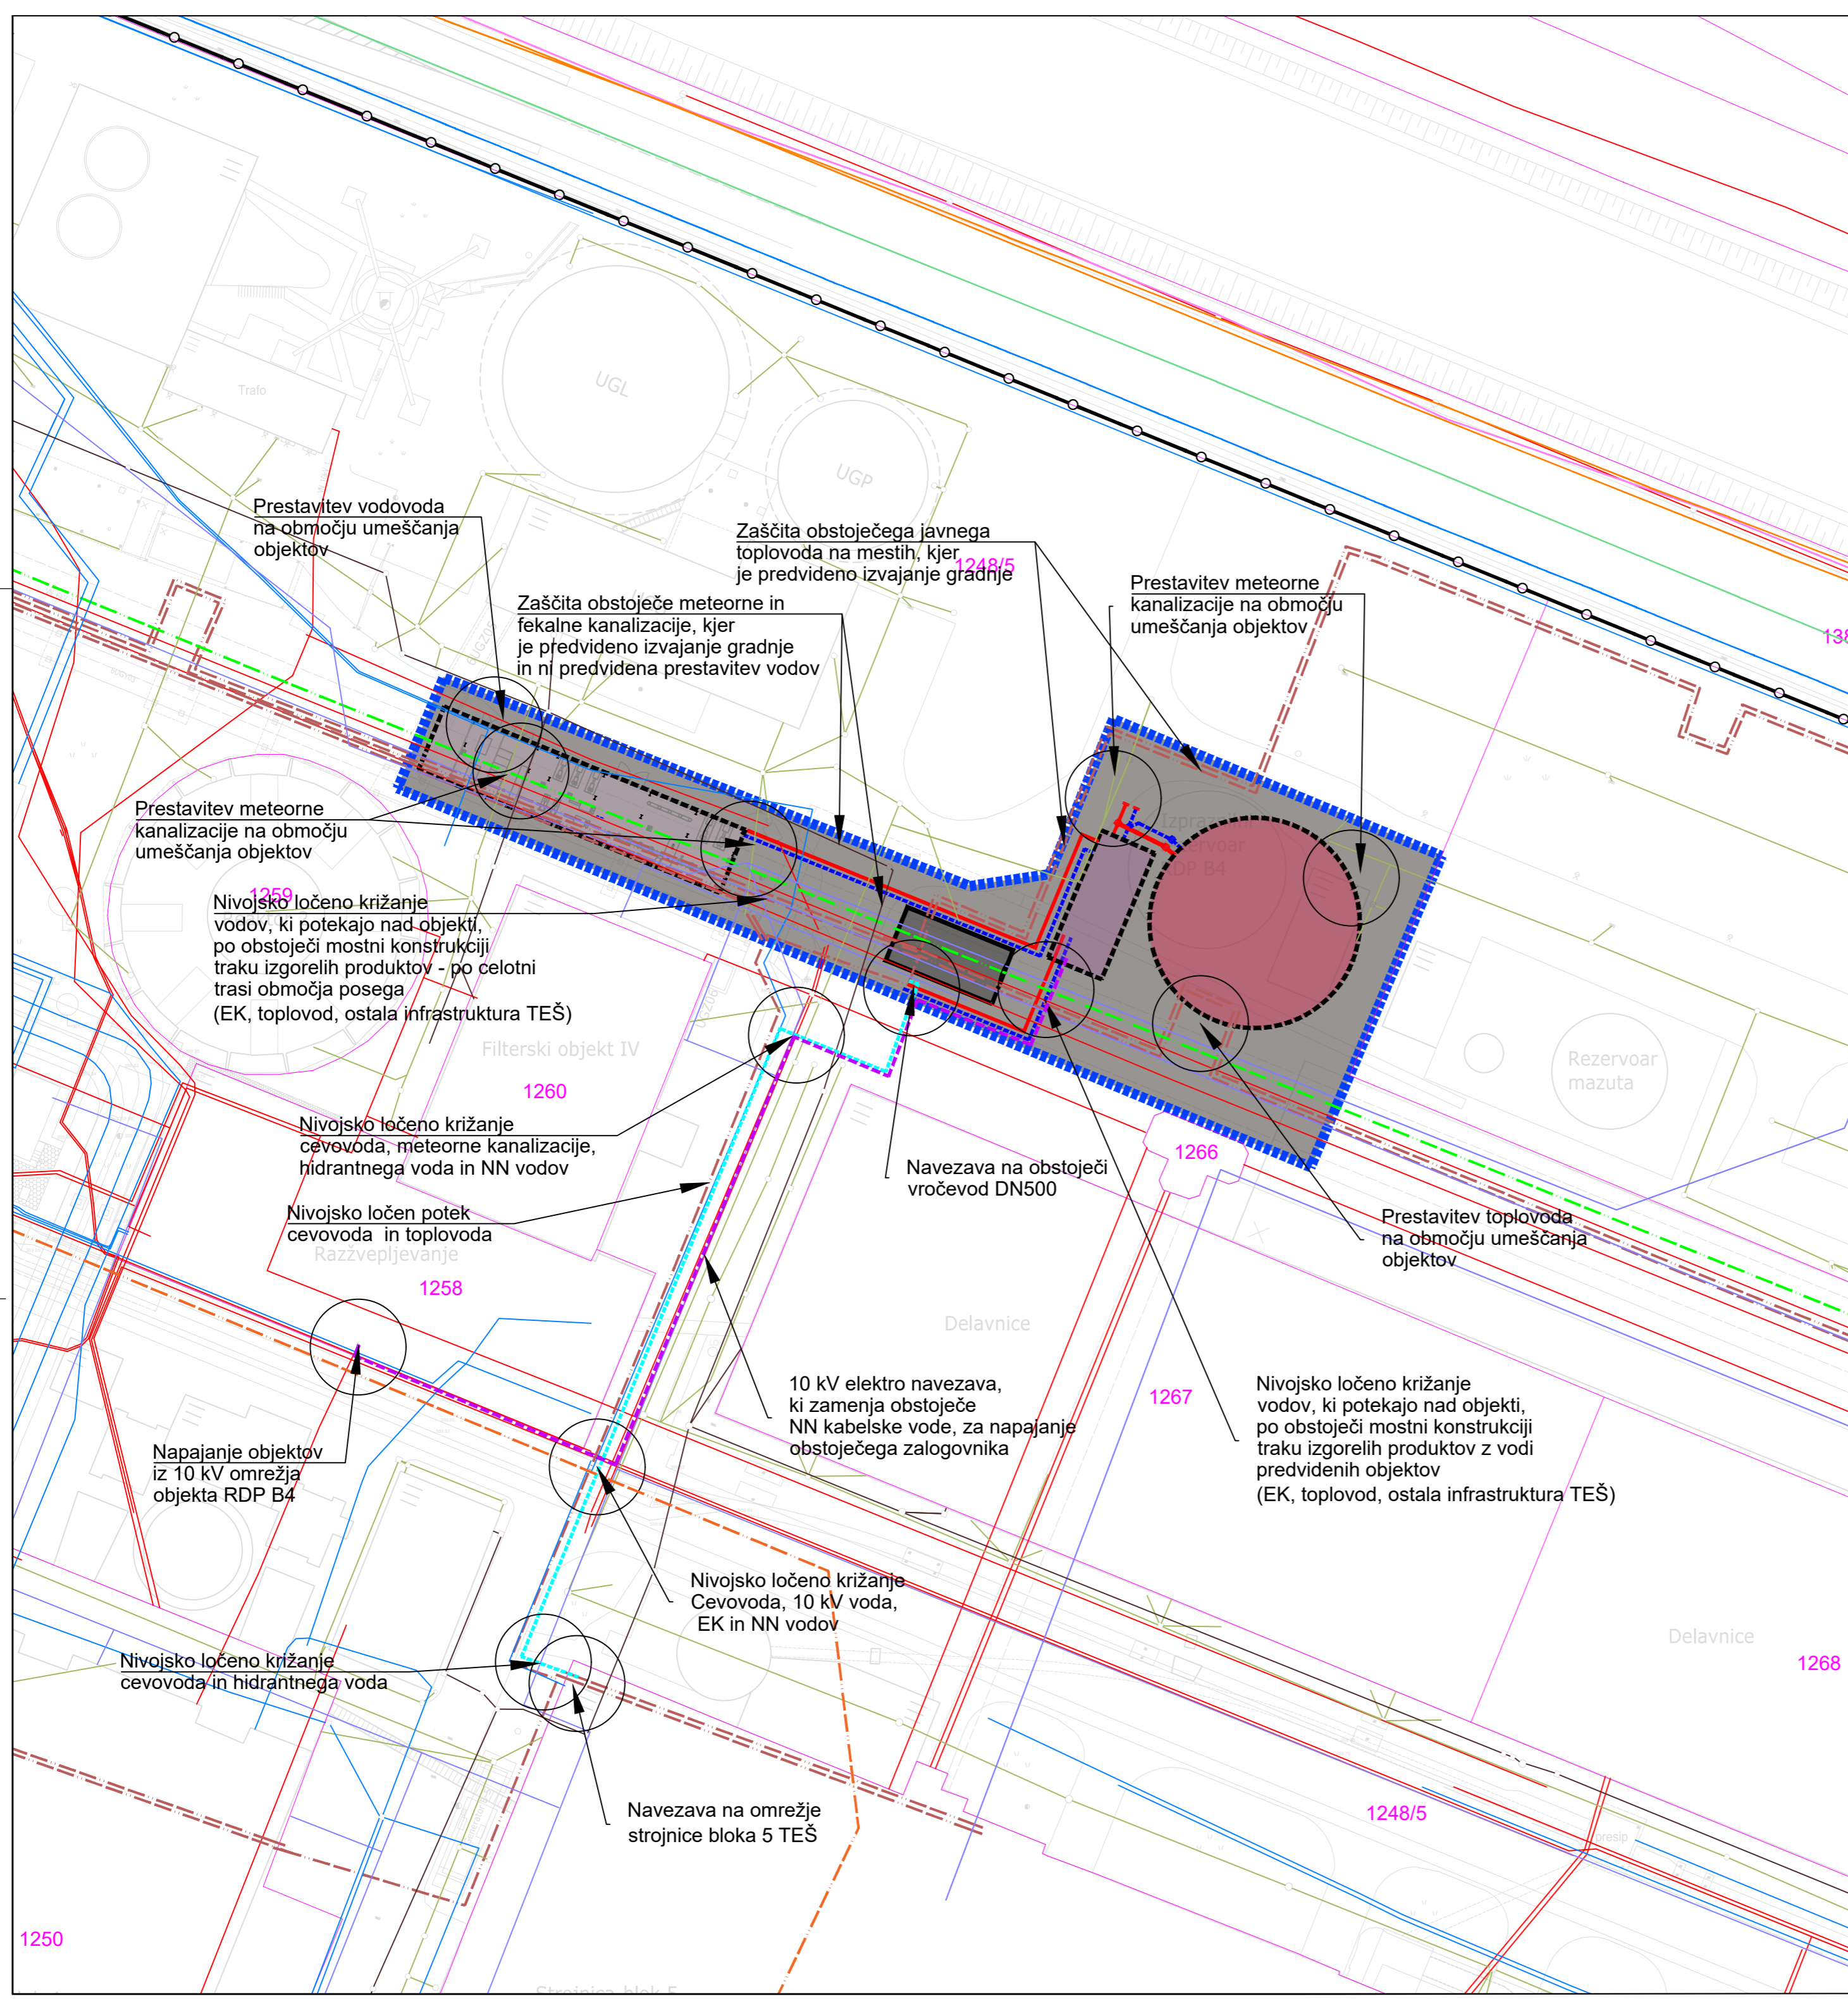 Trafo
UGL
UGP
Prestavitev vodovoda
na območju umeščanja
objektov
Zaščita obstoječega javnega
toplovoda na mestih, kjer
je predvideno izvajanje gradnje
1248/5
Prestavitev meteorne
kanalizacije na območju
umeščanja objektov
Zaščita obstoječe meteorne in
fekalne kanalizacije, kjer
je predvideno izvajanje gradnje
in ni predvidena prestavitev vodov
Prestavitev meteorne
kanalizacije na območju
umeščanja objektov
1259
Nivojsko ločeno križanje
vodov, ki potekajo nad objekti,
po obstoječi mostni konstrukciji
traku izgorelih produktov - po celotni
trasi območja posega
(EK, toplovod, ostala infrastruktura TEŠ)
RDP B4
Filterski objekt IV
1260
Rezervoar
mazuta
Nivojsko ločeno križanje
cevovoda, meteorne kanalizacije,
hidrantnega voda in NN vodov
1266
Navezava na obstoječi
vročevod DN500
Nivojsko ločen potek
cevovoda in toplovoda
Razžvepljevanje
1258
Prestavitev toplovoda
na območju umeščanja
objektov
Delavnice
10 kV elektro navezava,
ki zamenja obstoječe
NN kabelske vode, za napajanje
obstoječega zalogovnika
1267
Nivojsko ločeno križanje
vodov, ki potekajo nad objekti,
po obstoječi mostni konstrukciji
traku izgorelih produktov z vodi
predvidenih objektov
(EK, toplovod, ostala infrastruktura TEŠ)
Napajanje objektov
iz 10 kV omrežja
objekta RDP B4
Nivojsko ločeno križanje
Cevovoda, 10 kV voda,
EK in NN vodov
Delavnice
1268
Nivojsko ločeno križanje
cevovoda in hidrantnega voda
Navezava na omrežje
strojnice bloka 5 TEŠ
1248/5
presip
1250